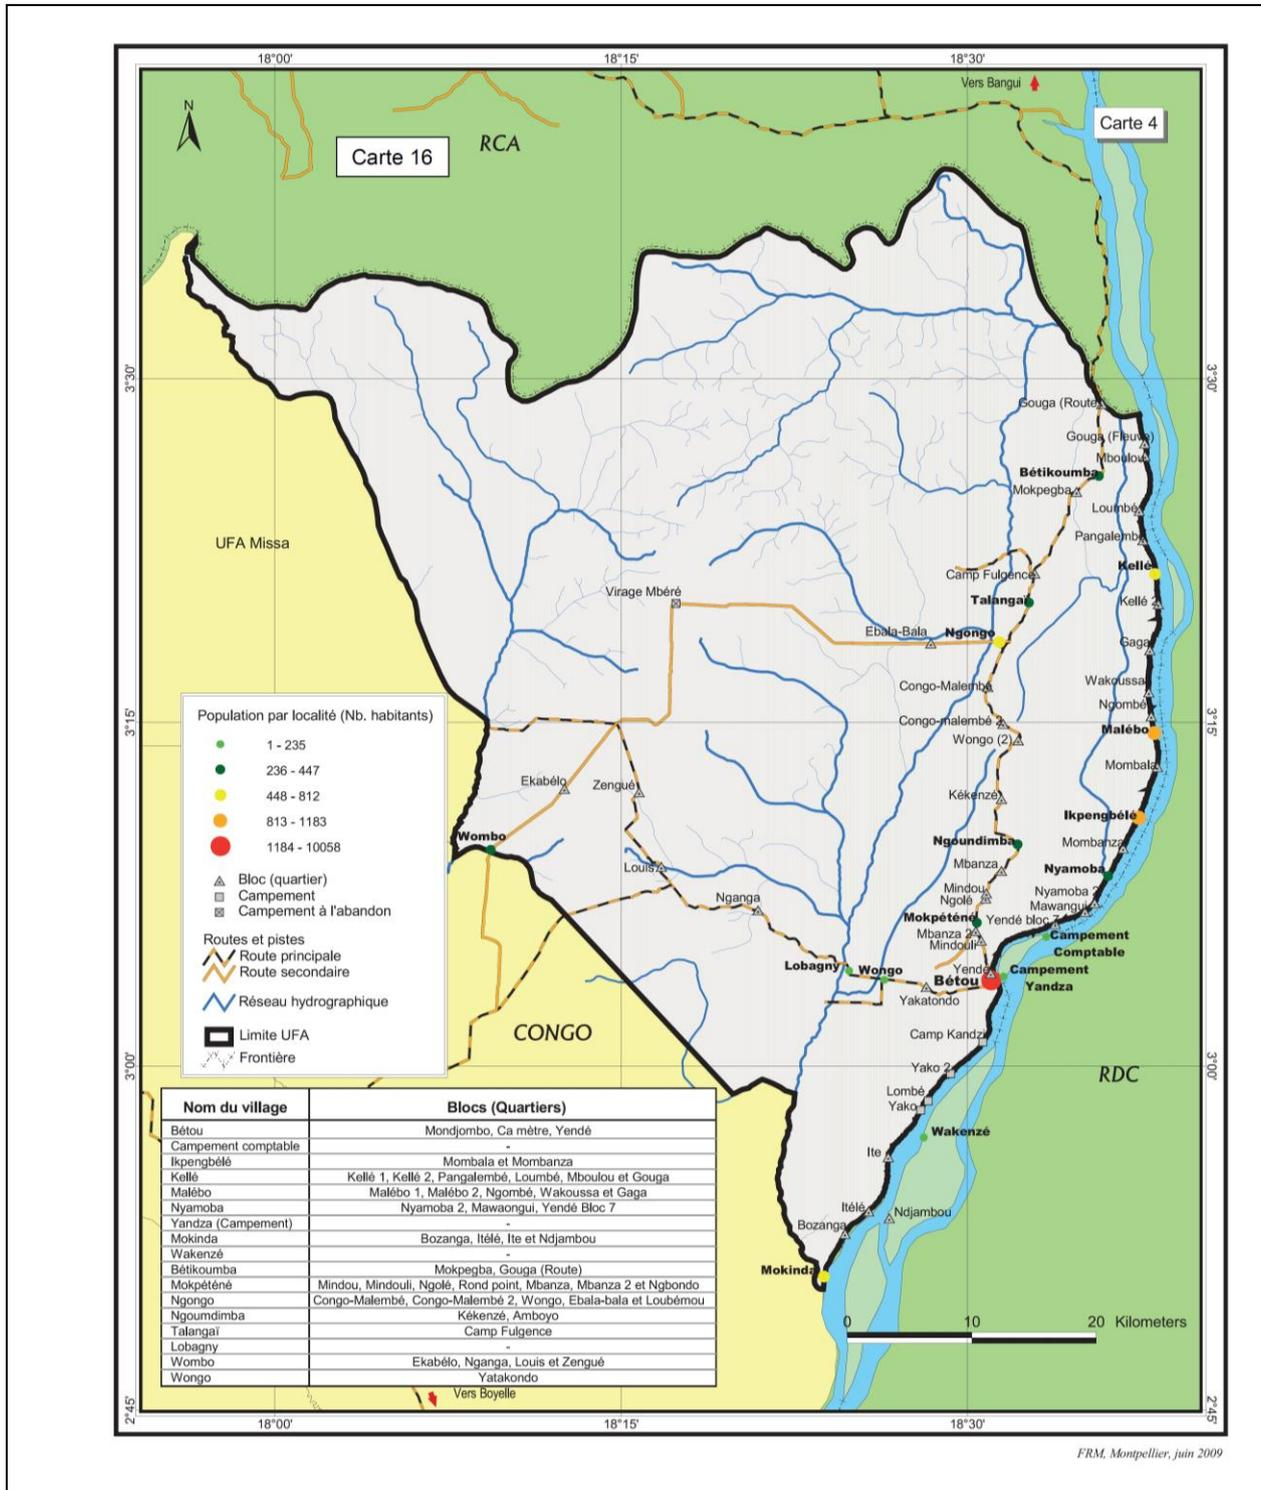 18°00'
18°15'
18°30'
Vers Bangui
N
Carte 4
Carte 16
RCA
3°30'
3°30'
Gouga (Route)
Gouga (Fleuve)
Mboulou
Bétikoumba
Mokpegba
Loumbé
Pangalembé
UFA Missa
Kellé
Camp Fulgence
Virage Mbéré
Talangaï
Kellé 2
Ebala-Bala
Ngongo
Gaga
Congo-Malembé
Wakoussa
Ngombé
Population par localité (Nb. habitants)
3°15'
Congo-malembé 2
3°15'
Malébo
1 - 235
Wongo (2)
236 - 447
Mombala
448 - 812
Ekabélo
Zengué
Kékenzé
813 - 1183
Ikpengbélé
Wombo
Ngoundimba
Mombanza
1184 - 10058
Louis
Mbanza
Nyamoba
Bloc (quartier)
Campement
Campement à l'abandon
Nganga
Mindou
Ngolé
Nyamoba 2
Mawangui
Mokpéténé
Yendé bloc 7
Mbanza 2
Mindouli
Campement
Comptable
Routes et pistes
Route principale
Route secondaire
Lobagny
Wongo
Yendé
Bétou
Campement
Yandza
Réseau hydrographique
Yakatondo
Limite UFA
CONGO
Camp Kandzi
Frontière
3°00'
Yako 2
3°00'
RDC
Lombé
Yako
Wakenzé
Ite
Itélé
Ndjambou
Bozanga
Mokinda
Nom du village Blocs (Quartiers)
Bétou Mondjombo, Ca mètre, Yendé
Campement comptable -
Ikpengbélé Mombala et Mombanza
Kellé Kellé 1, Kellé 2, Pangalembé, Loumbé, Mboulou et Gouga
Malébo Malébo 1, Malébo 2, Ngombé, Wakoussa et Gaga
Nyamoba Nyamoba 2, Mawaongui, Yendé Bloc 7
Yandza (Campement) -
Mokinda Bozanga, Itélé, Ite et Ndjambou
Wakenzé -
Bétikoumba Mokpegba, Gouga (Route)
Mokpéténé Mindou, Mindouli, Ngolé, Rond point, Mbanza, Mbanza 2 et Ngbondo
Ngongo Congo-Malembé, Congo-Malembé 2, Wongo, Ebala-bala et Loubémou
Ngoumdimba Kékenzé, Amboyo
Talangaï Camp Fulgence
Lobagny -
Wombo Ekabélo, Nganga, Louis et Zengué
Wongo Yatakondo
0 10 20 Kilometers
Vers Boyelle
2°45'
2°45'
18°00'
18°15'
18°30'
FRM, Montpellier, juin 2009